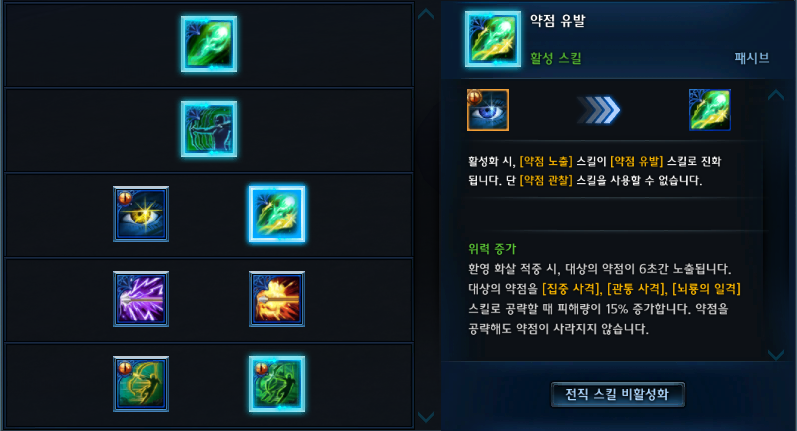 약점 유발
활성 스킬
패시브
활성화 시, [약점 노출] 스킬이 [약점 유발] 스킬로 진화
됩니다. 단 [약점 관찰] 스킬을 사용할 수 없습니다.
위력 증가
환영 화살 적중 시, 대상의 약점이 6초간 노출됩니다.
대상의 약점을 [집중 사격], [관통 사격], [뇌룡의 일격]
스킬로 공략할 때 피해량이 15% 증가합니다. 약점을
공략해도 약점이 사라지지 않습니다.
전직 스킬 비활성화